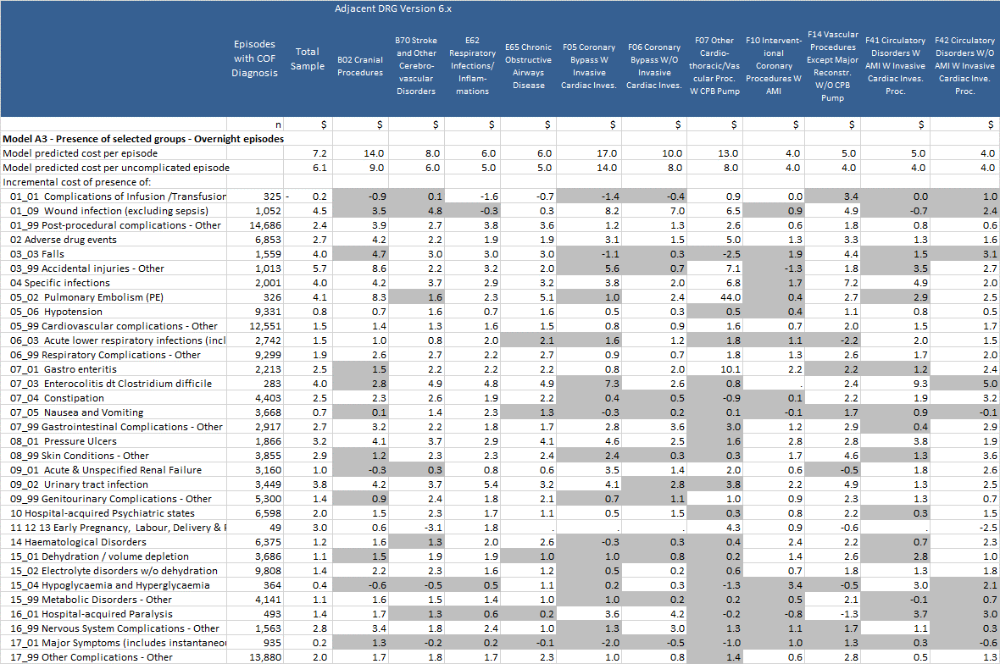 Adjacent DRG Version 6.x
Episodes with COF Diagnosis Total Sample B02 Cranial Procedures B70 Stroke and Other Cerebro-vascular Disorders E62 Respiratory Infections/ Inflam-mations E65 Chronic Obstructive Airways Disease F05 Coronary Bypass W Invasive Cardiac Inves. F06 Coronary Bypass W/O Invasive Cardiac Inves. F07 Other Cardio-thoracic/Vas cular Proc. W CPB Pump F10 Intervent-ional Coronary Procedures W AMI F14 Vascular Procedures Except Major Reconstr. W/O CPB Pump F41 Circulatory Disorders W AMI W Invasive Cardiac Inves. Proc. F42 Circulatory Disorders W/O AMI W Invasive Cardiac Inve. Proc.
n $ $ $ $ $ $ $ $ $ $ $ $
Model A3 - Presence of selected groups - Overnight episodes
Model predicted cost per episode 7.2 14.0 8.0 6.0 6.0 17.0 10.0 13.0 4.0 5.0 5.0 4.0
Model predicted cost per uncomplicated episode 6.1 9.0 6.0 5.0 5.0 14.0 8.0 8.0 4.0 4.0 4.0 4.0
Incremental cost of presence of:
01_01 Complications of Infusion /Transfusion 325 - 0.2 -0.9 0.1 -1.6 -0.7 -1.4 -0.4 0.9 0.0 3.4 0.0 1.0
01_09 Wound infection (excluding sepsis) 1,052 4.5 3.5 4.8 -0.3 0.3 8.2 7.0 6.5 0.9 4.9 -0.7 2.4
01_99 Post-procedural complications - Other 14,686 2.4 3.9 2.7 3.8 3.6 1.2 1.3 2.6 0.6 1.8 0.8 0.6
02 Adverse drug events 6,853 2.7 4.2 2.2 1.9 1.9 3.1 1.5 5.0 1.3 3.3 1.3 1.6
03_03 Falls 1,559 4.0 4.7 3.0 3.0 3.0 -1.1 0.3 -2.5 1.9 4.4 1.5 3.1
03_99 Accidental injuries - Other 1,013 5.7 8.6 2.2 3.2 2.0 5.6 0.7 7.1 -1.3 1.8 3.5 2.7
04 Specific infections 2,001 4.0 4.2 3.7 2.9 3.2 3.8 2.0 6.8 1.7 7.2 4.9 2.0
05_02 Pulmonary Embolism (PE) 326 4.1 8.3 1.6 2.3 5.1 1.0 2.4 44.0 0.4 2.7 2.9 2.5
05_06 Hypotension 9,331 0.8 0.7 1.6 0.7 1.6 0.5 0.3 0.5 0.4 1.1 0.8 0.5
05_99 Cardiovascular complications - Other 12,551 1.5 1.4 1.3 1.6 1.5 0.8 0.9 1.6 0.7 2.0 1.5 1.7
06_03 Acute lower respiratory infections (incl 2,742 1.5 1.0 0.8 2.0 2.1 1.6 1.2 1.8 1.1 -2.2 2.0 1.5
06_99 Respiratory Complications - Other 9,299 1.9 2.6 2.7 2.2 2.7 0.9 0.7 1.8 1.3 2.6 1.7 2.0
07_01 Gastro enteritis 2,213 2.5 1.5 2.2 2.2 2.2 0.8 2.0 10.1 2.2 2.2 1.2 2.4
07_03 Enterocolitis dt Clostridium difficile 283 4.0 2.8 4.9 4.8 4.9 7.3 2.6 0.8 . 2.4 9.3 5.0
07_04 Constipation 4,403 2.5 2.3 2.6 1.9 2.2 0.4 0.5 -0.9 0.1 2.2 1.9 3.2
07_05 Nausea and Vomiting 3,668 0.7 0.1 1.4 2.3 1.3 -0.3 0.2 0.1 -0.1 1.7 0.9 -0.1
07_99 Gastrointestinal Complications - Other 2,917 2.7 3.2 2.2 1.8 1.7 2.8 3.6 3.0 1.2 2.9 0.4 2.9
08_01 Pressure Ulcers 1,866 3.2 4.1 3.7 2.9 4.1 4.6 2.5 1.6 2.8 2.8 3.8 1.9
08_99 Skin Conditions - Other 3,855 2.9 1.2 2.3 2.3 2.4 2.4 0.3 0.3 1.7 4.6 1.3 3.6
09_01 Acute & Unspecified Renal Failure 3,160 1.0 -0.3 0.3 0.8 0.6 3.5 1.4 2.0 0.6 -0.5 1.8 2.6
09_02 Urinary tract infection 3,449 3.8 4.2 3.7 5.4 3.2 4.1 2.8 3.8 2.2 4.9 1.3 2.5
09_99 Genitourinary Complications - Other 5,300 1.4 0.9 2.4 1.8 2.1 0.7 1.1 1.0 0.9 2.3 1.3 0.7
10 Hospital-acquired Psychiatric states 6,598 2.0 1.5 2.3 1.7 1.1 0.5 1.5 0.3 0.8 2.2 0.3 1.5
11 12 13 Early Pregnancy, Labour, Delivery & 49 3.0 0.6 -3.1 1.8 . . . 4.3 0.9 -0.6 . -2.5
14 Haematological Disorders 6,375 1.2 1.6 1.3 2.0 2.6 -0.3 0.3 0.4 2.4 2.2 0.7 2.3
15_01 Dehydration / volume depletion 3,686 1.1 1.5 1.9 1.9 1.0 1.0 0.8 0.2 1.4 2.6 2.8 1.0
15_02 Electrolyte disorders w/o dehydration 9,808 1.4 2.2 2.3 1.6 1.2 0.5 0.2 0.6 0.7 1.8 1.3 1.8
15_04 Hypoglycaemia and Hyperglycaemia 364 0.4 -0.6 -0.5 0.5 1.1 0.2 0.3 -1.3 3.4 -0.5 3.0 2.1
15_99 Metabolic Disorders - Other 4,141 1.1 1.6 1.5 1.4 1.0 1.0 0.2 0.2 0.5 2.1 -0.1 0.7
16_01 Hospital-acquired Paralysis 493 1.4 1.7 1.3 0.6 0.2 3.6 4.2 -0.2 -0.8 -1.3 3.7 3.0
16_99 Nervous System Complications - Other 1,563 2.8 3.4 1.8 2.4 1.0 1.3 3.0 1.3 1.1 1.7 1.1 0.3
17_01 Major Symptoms (includes instantaneou 935 0.2 1.3 -0.2 0.2 -0.1 -2.0 -0.5 -1.0 1.0 0.3 1.3 -0.6
17_99 Other Complications - Other 13,880 2.0 1.7 1.8 1.7 2.3 1.0 0.8 1.4 0.6 2.8 0.5 1.3